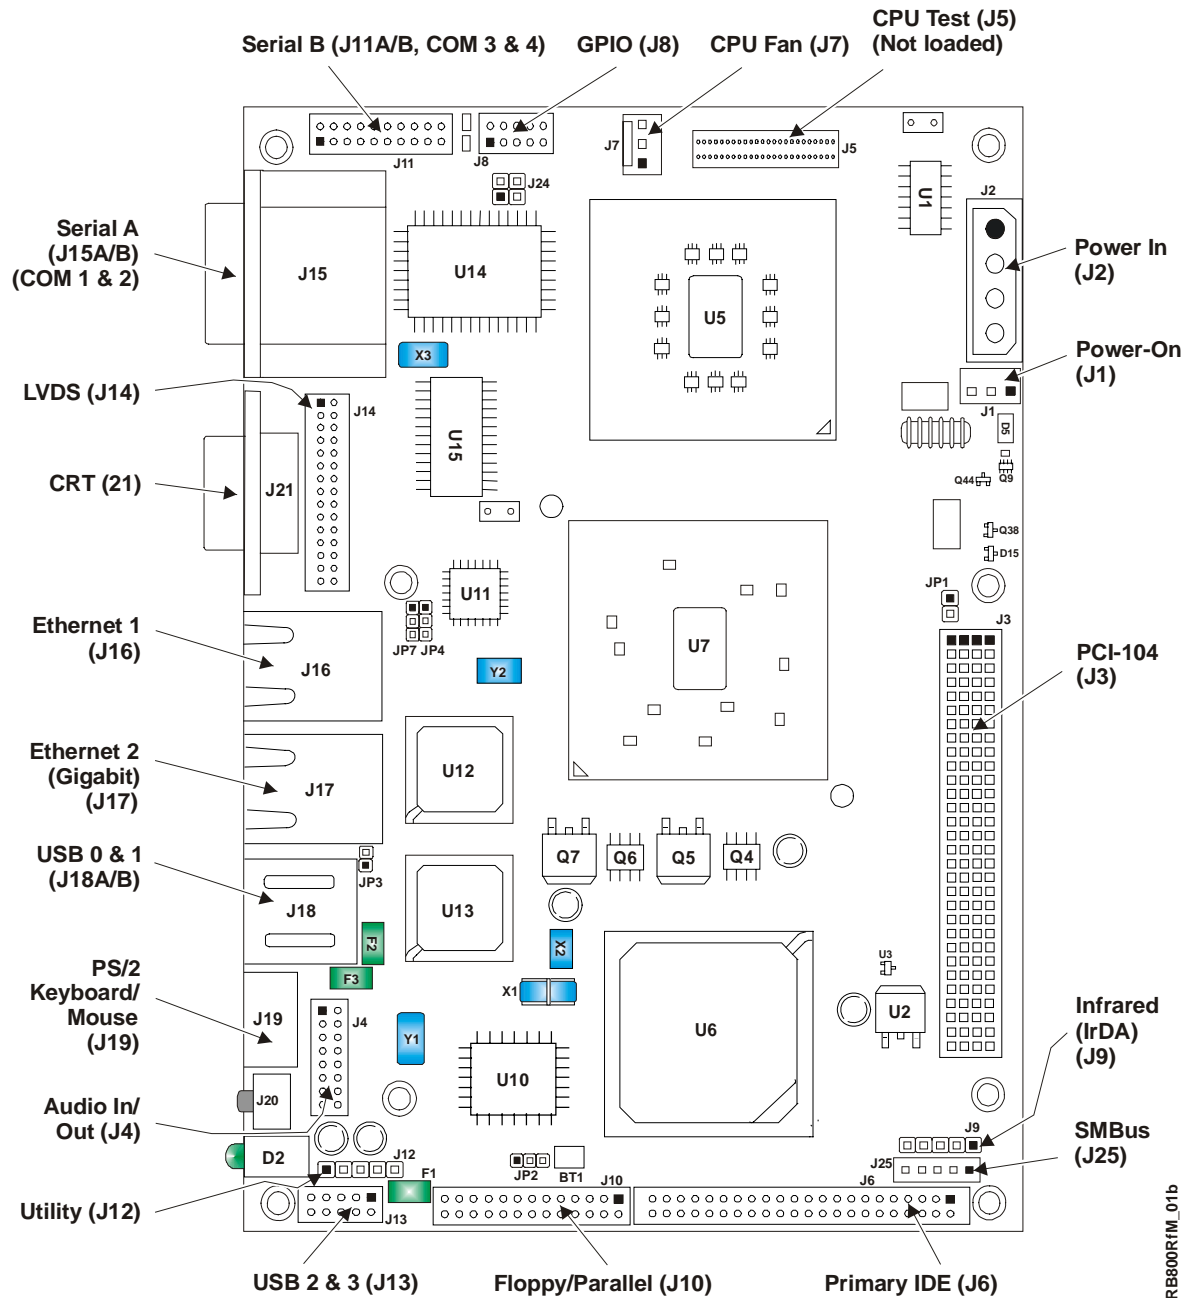 CPU Test (J5)
(Not loaded)
Serial B (J11A/B, COM 3 & 4)
GPIO (J8)
CPU Fan (J7)
J11
J8
J7
J5
J24
U1
J2
Serial A
(J15A/B)
(COM 1 & 2)
J15
U14
U5
Power In
(J2)
X3
Power-On
(J1)
LVDS (J14)
J14
J1
D5
U15
CRT (21)
J21
Q44
Q9
Q38
D15
U11
JP1
J3
JP7
JP4
Ethernet 1
(J16)
J16
Y2
U7
PCI-104
(J3)
Ethernet 2
(Gigabit)
(J17)
J17
U12
USB 0 & 1
(J18A/B)
JP3
Q7
Q6
Q5
Q4
J18
U13
F2
X2
F3
U3
PS/2
Keyboard/
Mouse
(J19)
J19
J4
Y1
X1
U6
U2
Infrared
(IrDA)
(J9)
U10
Audio In/
Out (J4)
J20
J9
SMBus
(J25)
D2
J12
J25
JP2
BT1
J10
J6
F1
Utility (J12)
J13
USB 2 & 3 (J13)
Floppy/Parallel (J10)
Primary IDE (J6)
RB800RfM_01b